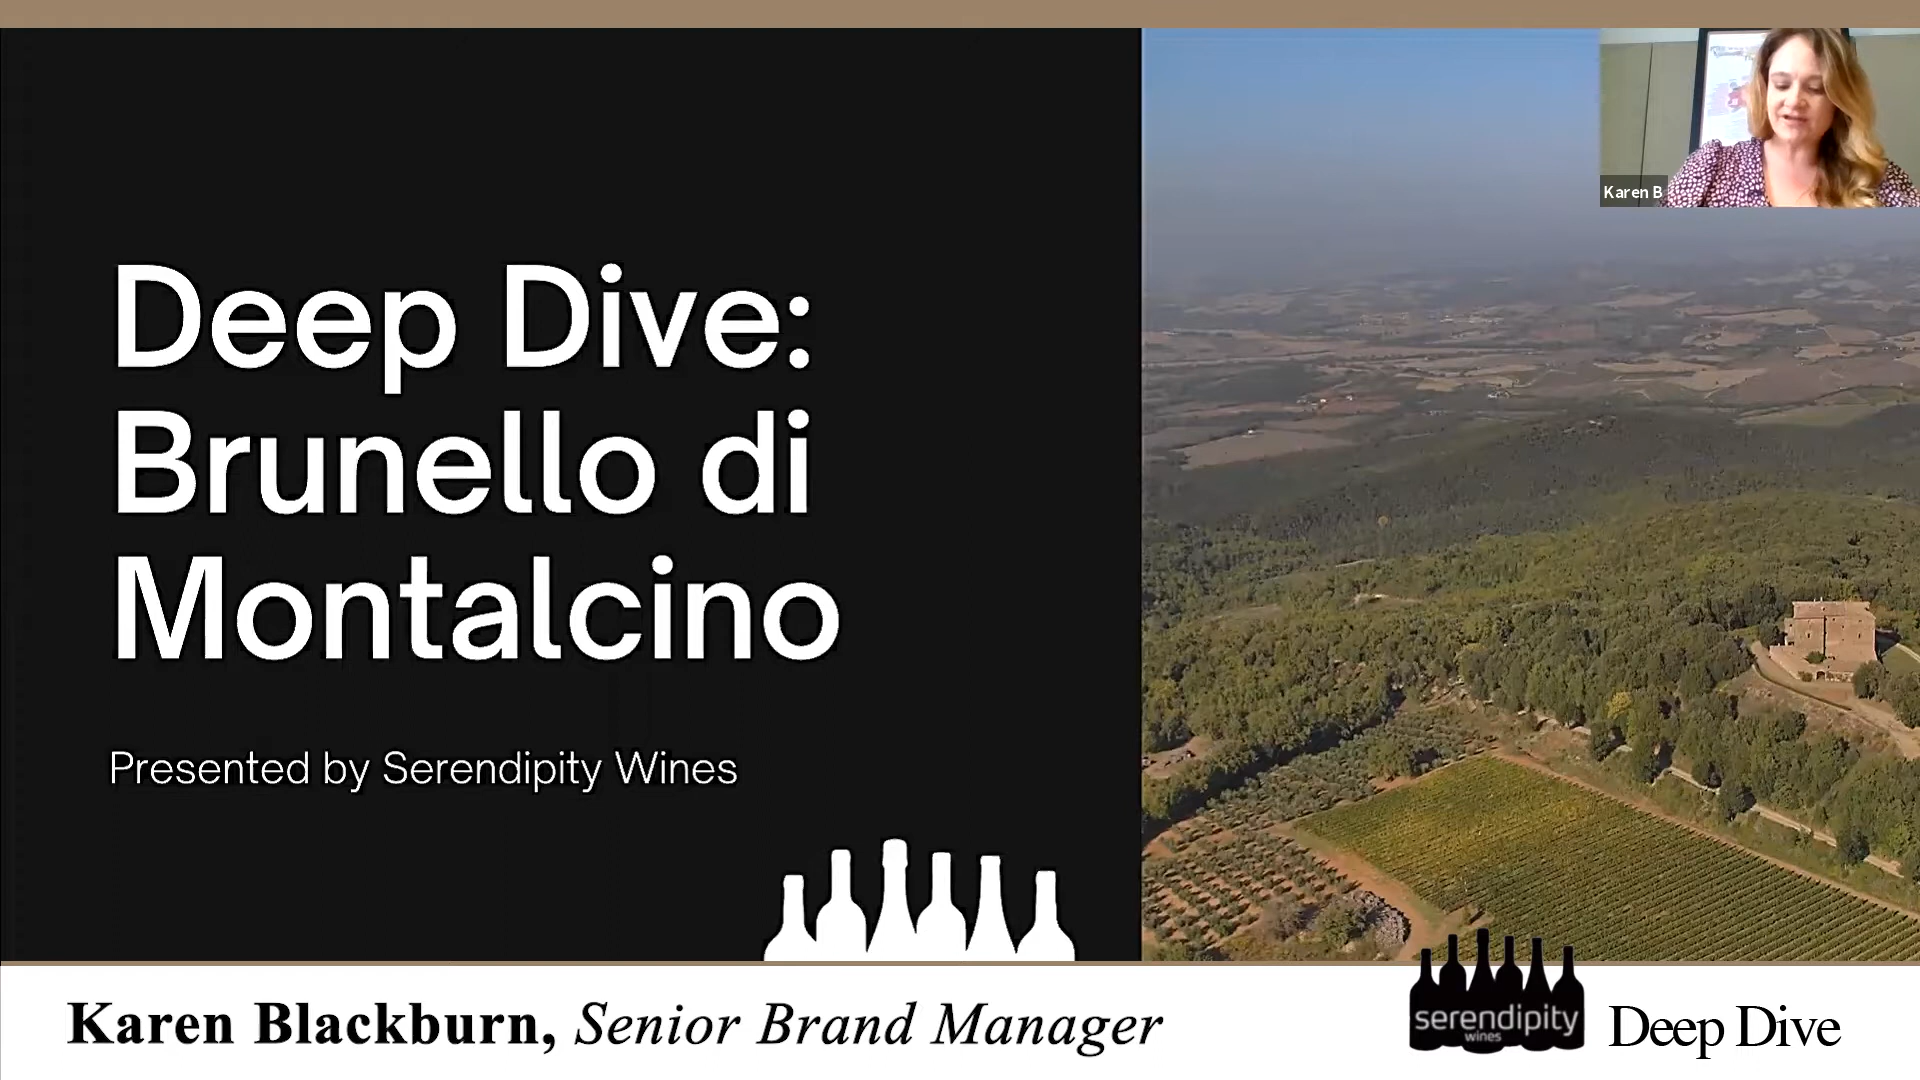 Karen B
Deep Dive:
Brunello di
Montalcino
Presented by Serendipity Wines
Karen Blackburn, Senior Brand Manager
serendipity
wines
Deep Dive